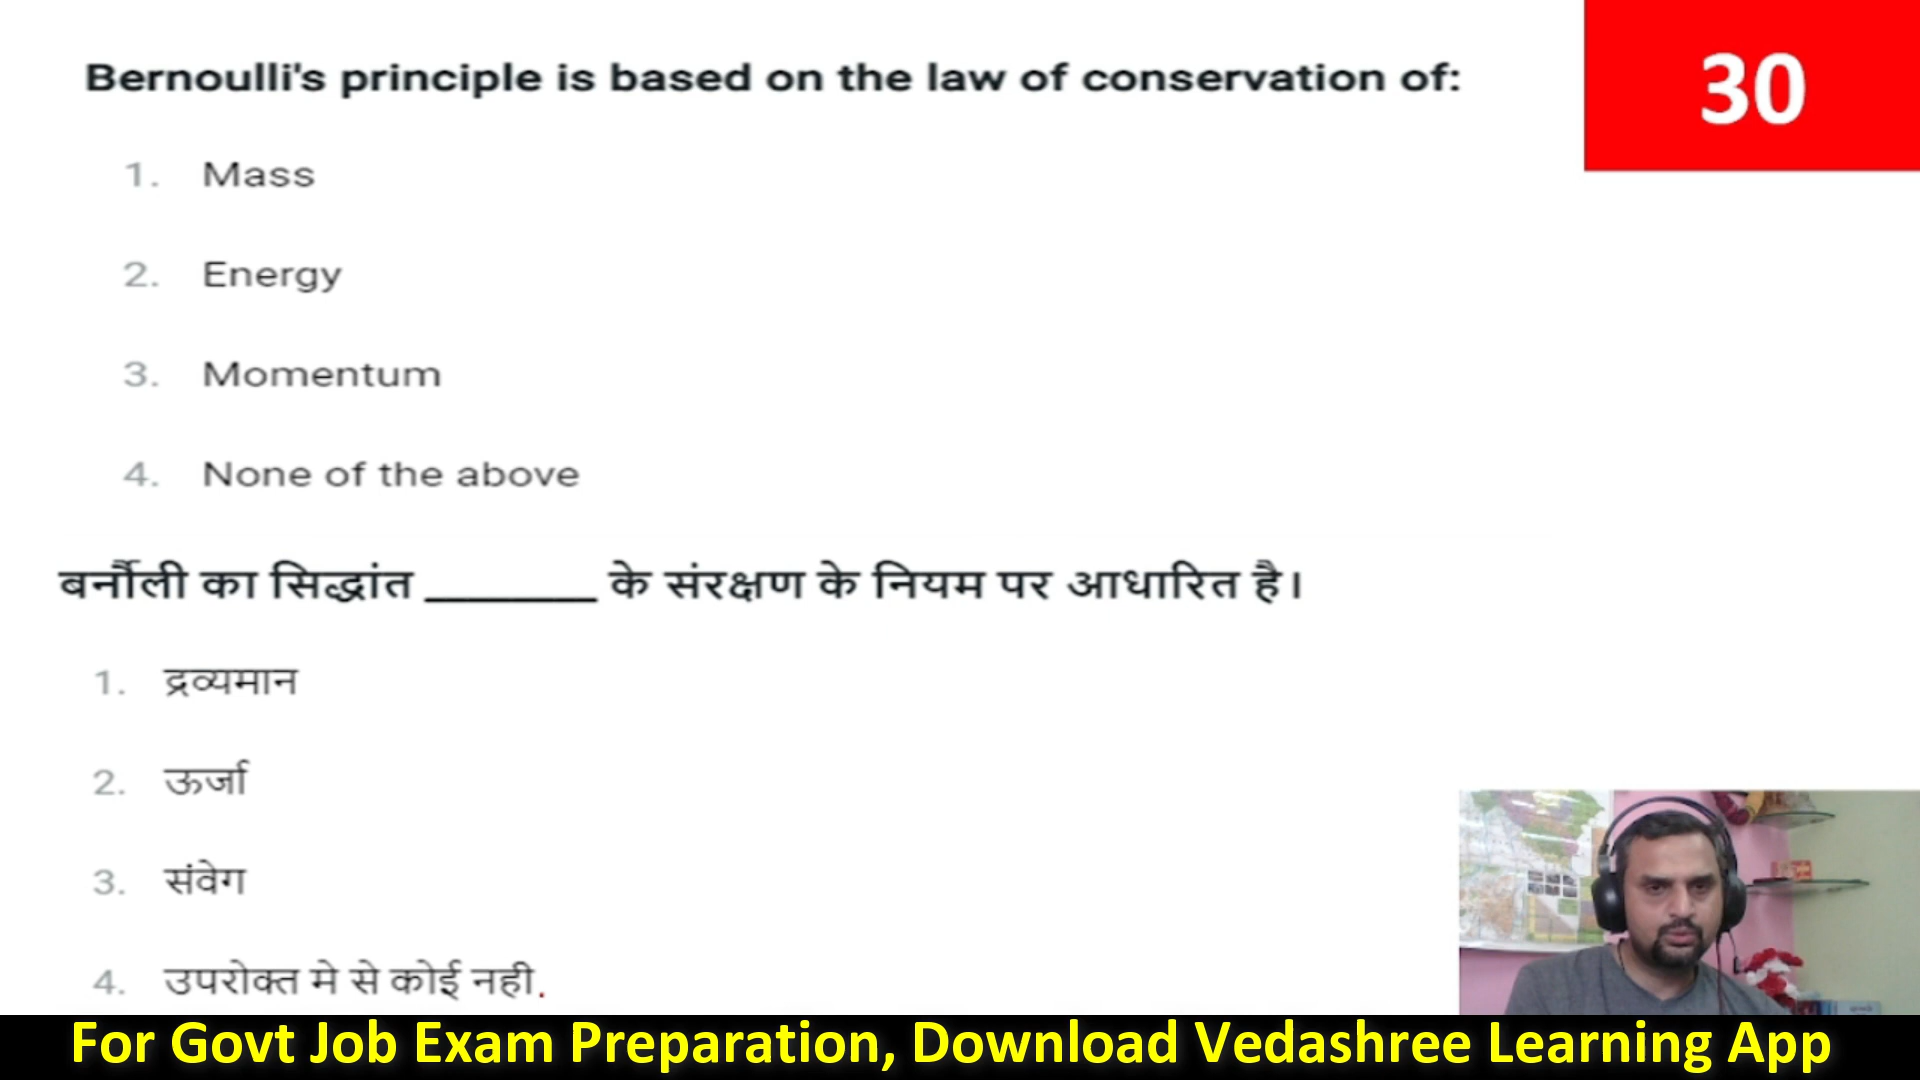 Bernoulli's principle is based on the law of conservation of:
30
1. Mass
2. Energy
3. Momentum
4. None of the above
बर्नौली का सिद्धांत ________ के संरक्षण के नियम पर आधारित है।
1. द्रव्यमान
2. ऊर्जा
3. संवेग
4. उपरोक्त मे से कोई नही.
For Govt Job Exam Preparation, Download Vedashree Learning App